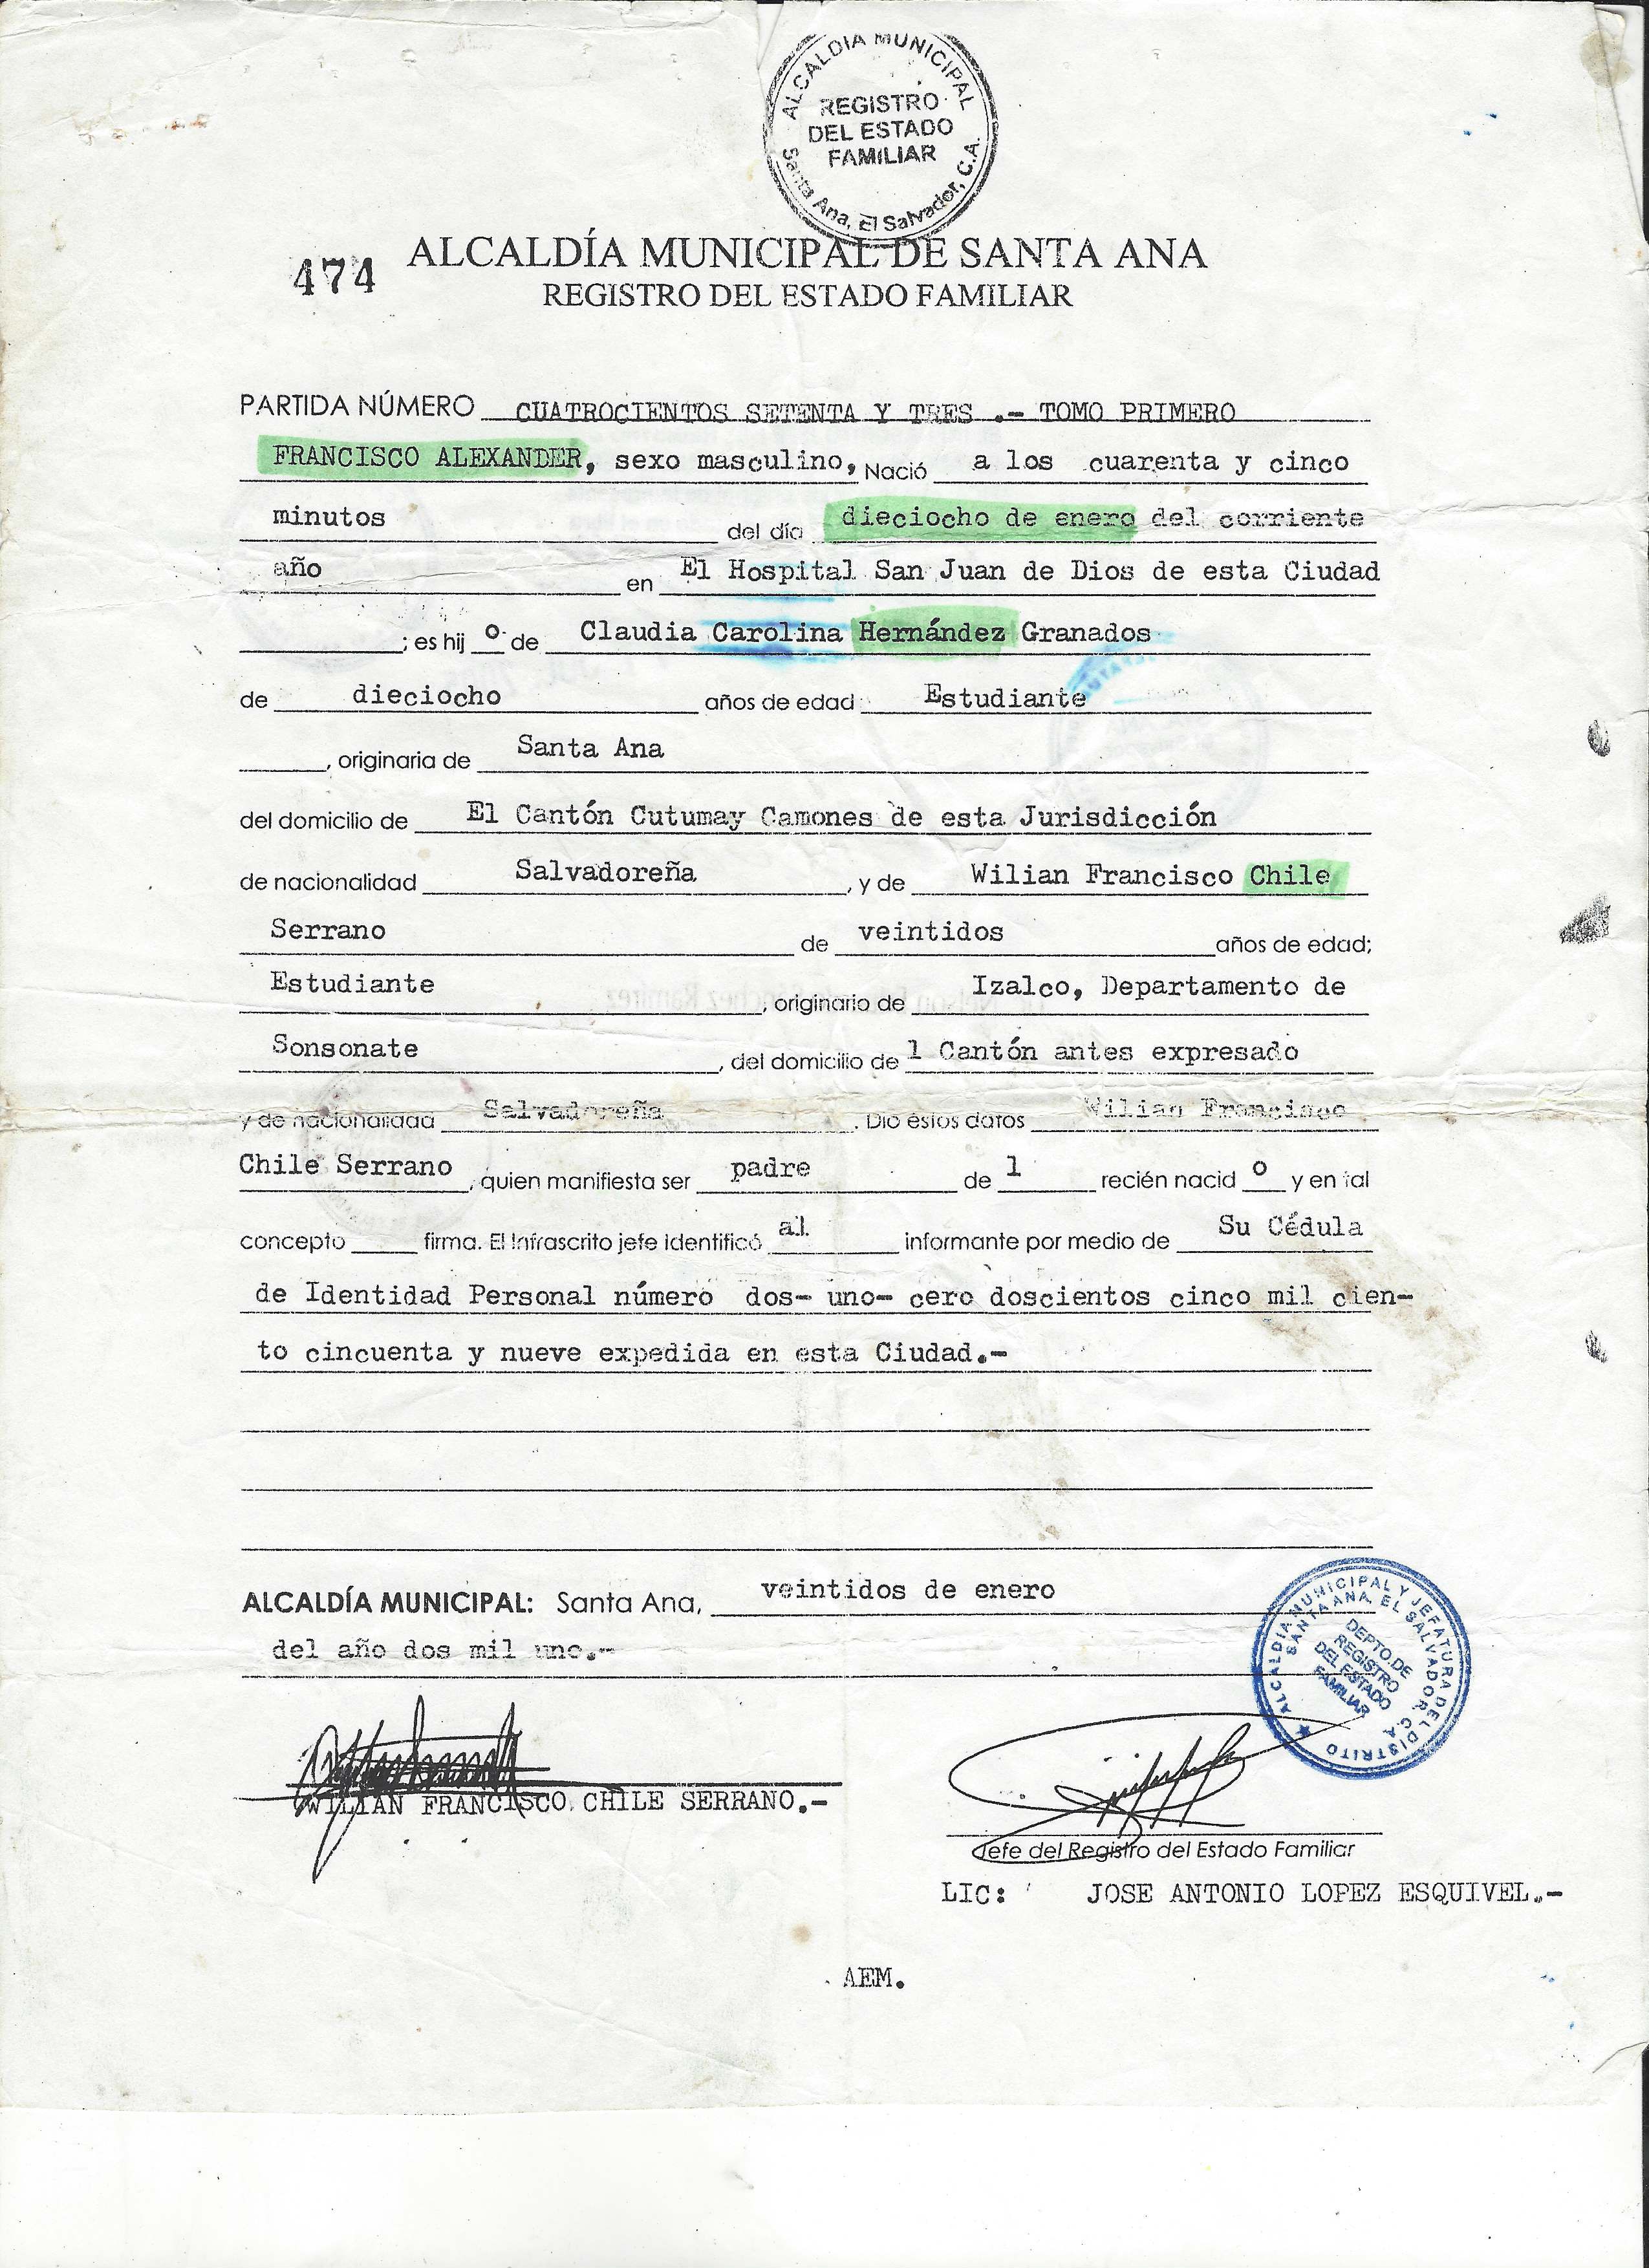 ALCALDIA MUNICIPAL
REGISTRO
DEL ESTADO
FAMILIAR
Santa Ana, El Salvador, C.A.
474 ALCALDÍA MUNICIPAL DE SANTA ANA
REGISTRO DEL ESTADO FAMILIAR
PARTIDA NÚMERO CUATROCIENTOS SETENTA Y TRES .- TOMO PRIMERO
FRANCISCO ALEXANDER, sexo masculino, Nació a los cuarenta y cinco
minutos del día dieciocho de enero del corriente
año en El Hospital San Juan de Dios de esta Ciudad
; es hij o de Claudia Carolina Hernández Granados
de dieciocho años de edad Estudiante
, originaria de Santa Ana
del domicilio de El Cantón Cutumay Camones de esta Jurisdicción
de nacionalidad Salvadoreña , y de Wilian Francisco Chile
Serrano de veintidos años de edad;
Estudiante , originario de Izalco, Departamento de
Sonsonate , del domicilio de l Cantón antes expresado
y de nacionalidad Salvadoreña . Dió éstos datos Wilian Francisco
Chile Serrano , quien manifiesta ser padre de l recién nacid o y en tal
concepto firma. El Infrascrito jefe identificó al informante por medio de Su Cédula
de Identidad Personal número dos- uno- cero doscientos cinco mil cien-
to cincuenta y nueve expedida en esta Ciudad.-
ALCALDÍA MUNICIPAL: Santa Ana, veintidos de enero
del año dos mil uno.-
ALCALDIA MUNICIPAL Y JEFATURA DEL DISTRITO
SANTA ANA. EL SALVADOR, C.A.
DEPTO. DE
REGISTRO
DEL ESTADO
FAMILIAR
WILIAN FRANCISCO CHILE SERRANO.-
Jefe del Registro del Estado Familiar
LIC: JOSE ANTONIO LOPEZ ESQUIVEL.-
AEM.